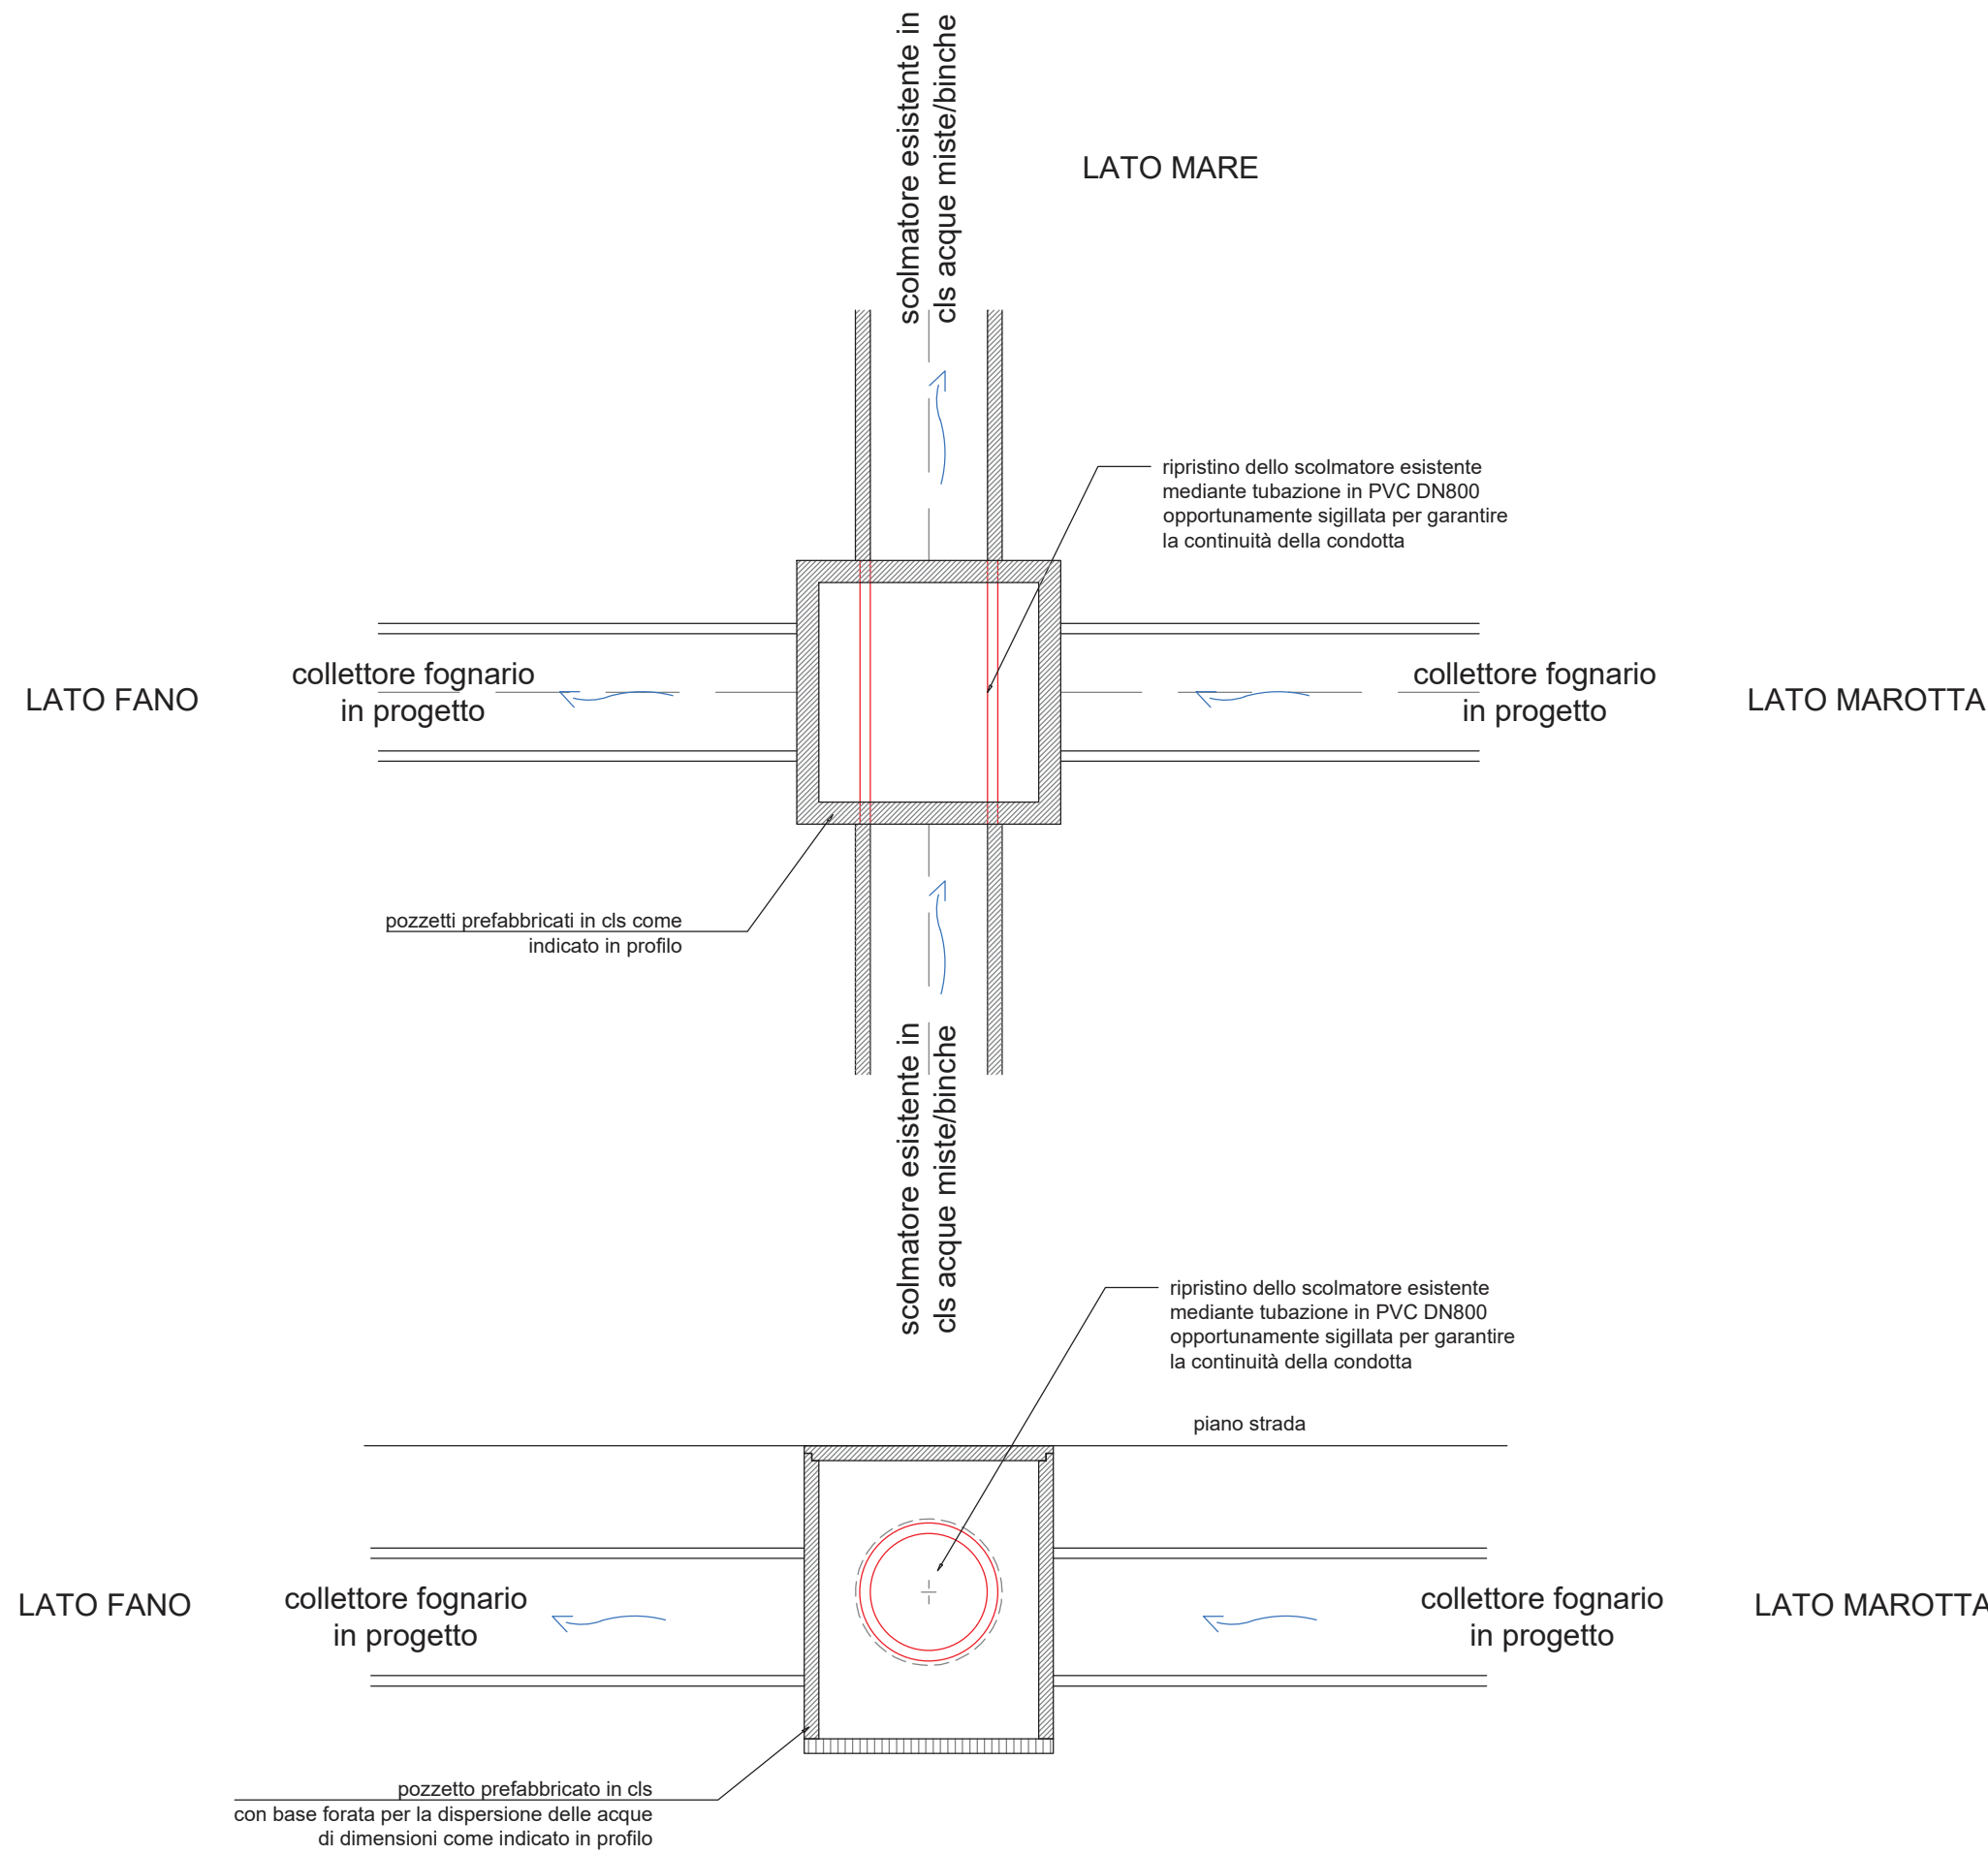 scolmatore esistente in
cls acque miste/binche
LATO MARE
ripristino dello scolmatore esistente
mediante tubazione in PVC DN800
opportunamente sigillata per garantire
la continuità della condotta
LATO FANO
collettore fognario
in progetto
collettore fognario
in progetto
LATO MAROTTA
pozzetti prefabbricati in cls come
indicato in profilo
scolmatore esistente in
cls acque miste/binche
ripristino dello scolmatore esistente
mediante tubazione in PVC DN800
opportunamente sigillata per garantire
la continuità della condotta
piano strada
LATO FANO
collettore fognario
in progetto
collettore fognario
in progetto
LATO MAROTTA
pozzetto prefabbricato in cls
con base forata per la dispersione delle acque
di dimensioni come indicato in profilo